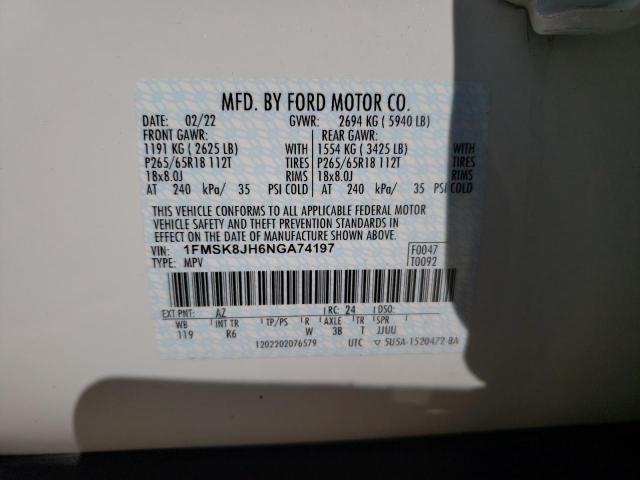 MFD. BY FORD MOTOR CO.
DATE: 02/22 GVWR: 2694 KG ( 5940 LB)
FRONT GAWR: REAR GAWR:
1191 KG ( 2625 LB) WITH 1554 KG ( 3425 LB) WITH
P265/65R18 112T TIRES P265/65R18 112T TIRES
18x8.0J RIMS 18x8.0J RIMS
AT 240 kPa/ 35 PSI COLD AT 240 kPa/ 35 PSI COLD
THIS VEHICLE CONFORMS TO ALL APPLICABLE FEDERAL MOTOR
VEHICLE SAFETY AND THEFT PREVENTION STANDARDS IN
EFFECT ON THE DATE OF MANUFACTURE SHOWN ABOVE.
VIN: 1FMSK8JH6NGA74197 F0047
TYPE: MPV T0092
EXT PNT: AZ RC: 24 DSO:
WB INT TR TP/PS R AXLE TR SPR
119 R6 W 3B T JJUU
1202202076579 UTC ▽ 5U5A-1520472-BA